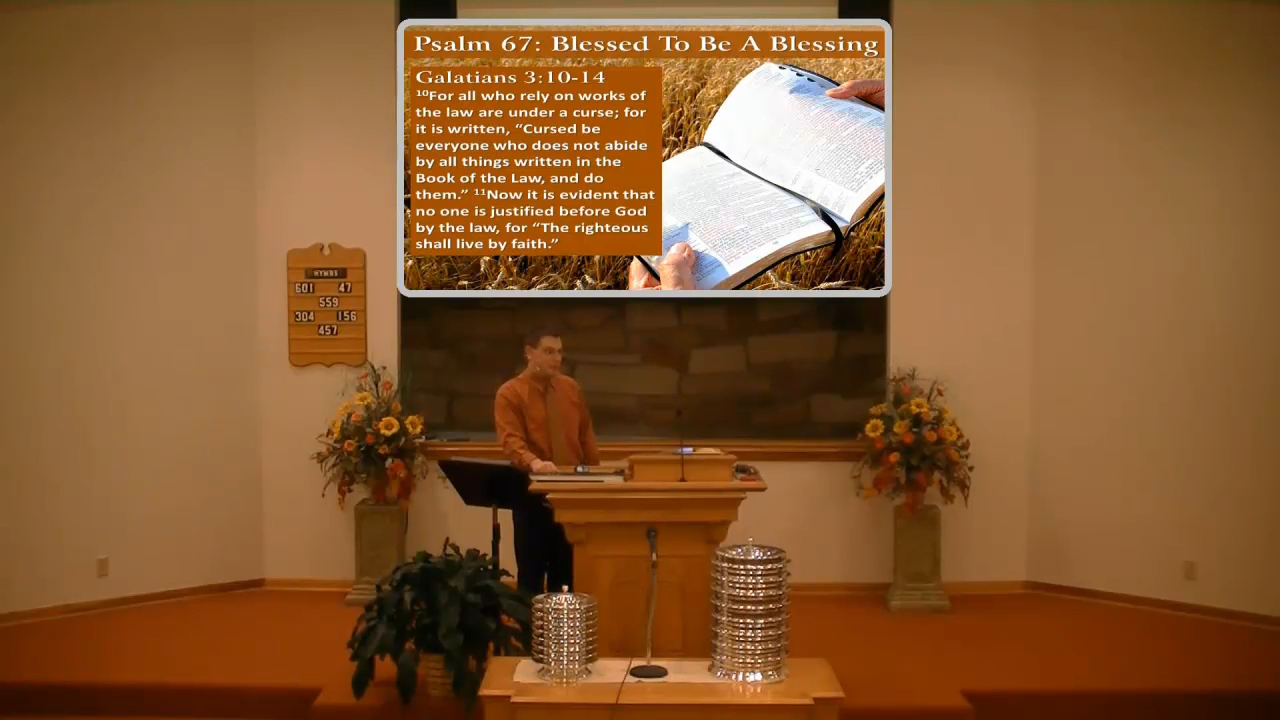 Psalm 67: Blessed To Be A Blessing
Galatians 3:10-14
¹⁰For all who rely on works of
the law are under a curse; for
it is written, “Cursed be
everyone who does not abide
by all things written in the
Book of the Law, and do
them.” ¹¹Now it is evident that
no one is justified before God
by the law, for “The righteous
shall live by faith.”
HYMNS
601 47
559
304 156
457